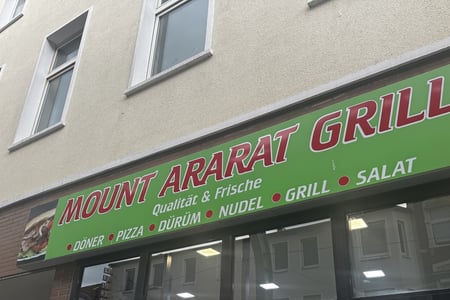 MOUNT ARARAT GRILL
Qualität & Frische
• DÖNER • PIZZA • DÜRÜM • NUDEL • GRILL • SALAT